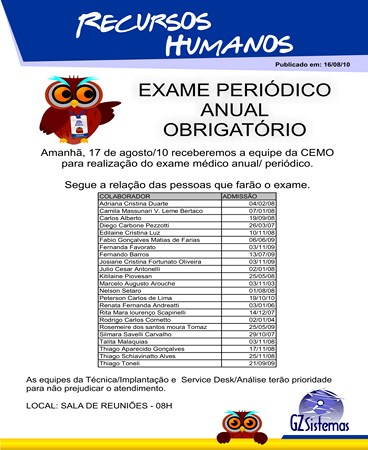 RECURSOS
HUMANOS
Publicado em: 16/08/10
EXAME PERIÓDICO
ANUAL
OBRIGATÓRIO
Amanhã, 17 de agosto/10 receberemos a equipe da CEMO
para realização do exame médico anual/ periódico.
Segue a relação das pessoas que farão o exame.
COLABORADOR ADMISSÃO
Adriana Cristina Duarte 04/02/08
Camila Massunari V. Leme Bertaco 07/01/08
Carlos Alberto 19/09/08
Diego Carbone Pezzotti 26/03/07
Edilaine Cristina Luz 10/11/08
Fabio Gonçalves Matias de Farias 06/06/09
Fernanda Favorato 03/11/09
Fernando Barros 13/07/09
Josiane Cristina Fortunato Oliveira 03/11/09
Julio Cesar Antonelli 02/01/08
Kitilaine Piovesan 25/05/08
Marcelo Augusto Arouche 03/11/03
Nelson Setaro 01/08/08
Peterson Carlos de Lima 19/10/10
Renata Fernanda Andreatti 03/01/06
Rita Mara lourenço Scapinelli 14/12/07
Rodrigo Carlos Cornetto 02/01/04
Rosemeire dos santos moura Tomaz 25/05/09
Silmara Savelli Carvalho 29/10/07
Talita Malaquias 03/11/08
Thiago Aparecido Gonçalves 17/11/08
Thiago Schiavinatto Alves 25/11/08
Thiago Toneli 21/09/09
As equipes da Técnica/Implantação e Service Desk/Análise terão prioridade
para não prejudicar o atendimento.
LOCAL: SALA DE REUNIÕES - 08H
GZ Sistemas